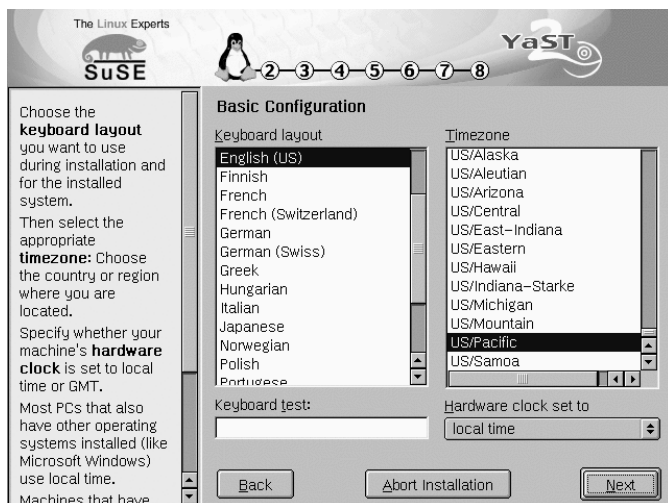 The Linux Experts
SuSE
2 3 4 5 6 7 8
YaST
2
Choose the
keyboard layout
you want to use
during installation and
for the installed
system.
Then select the
appropriate
timezone: Choose
the country or region
where you are
located.
Specify whether your
machine's hardware
clock is set to local
time or GMT.
Most PCs that also
have other operating
systems installed (like
Microsoft Windows)
use local time.
Machines that have
Basic Configuration
Keyboard layout
English (US)
Finnish
French
French (Switzerland)
German
German (Swiss)
Greek
Hungarian
Italian
Japanese
Norwegian
Polish
Portugese
Timezone
US/Alaska
US/Aleutian
US/Arizona
US/Central
US/East-Indiana
US/Eastern
US/Hawaii
US/Indiana-Starke
US/Michigan
US/Mountain
US/Pacific
US/Samoa
Keyboard test:
Hardware clock set to
local time
Back
Abort Installation
Next